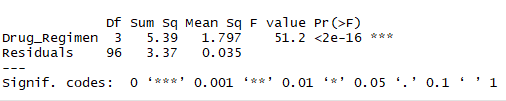 Df Sum Sq Mean Sq F value Pr(>F)
Drug_Regimen 3 5.39 1.797 51.2 <2e-16 ***
Residuals 96 3.37 0.035
---
Signif. codes: 0 ‘***’ 0.001 ‘**’ 0.01 ‘*’ 0.05 ‘.’ 0.1 ‘ ’ 1